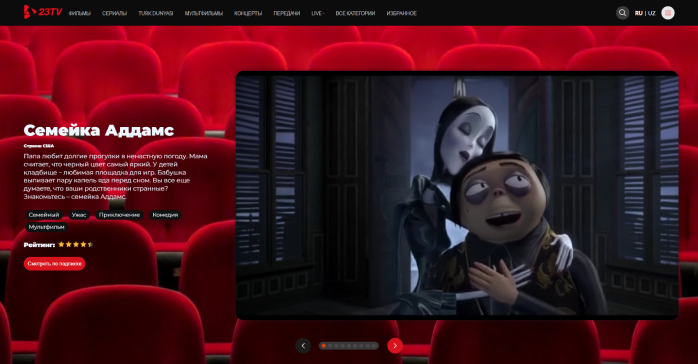 23TV
ФИЛЬМЫ
СЕРИАЛЫ
TURK DUNYASI
МУЛЬТФИЛЬМЫ
КОНЦЕРТЫ
ПЕРЕДАЧИ
LIVE
ВСЕ КАТЕГОРИИ
ИЗБРАННОЕ
RU | UZ
Семейка Аддамс
Страна: США
Папа любит долгие прогулки в ненастную погоду. Мама
считает, что черный цвет самый яркий. У детей
кладбище - любимая площадка для игр. Бабушка
выпивает пару капель яда перед сном. Вы все еще
думаете, что ваши родственники странные?
Знакомьтесь – семейка Аддамс.
Семейный
Ужас
Приключение
Комедия
Мультфильм
Рейтинг:
Смотреть по подписке